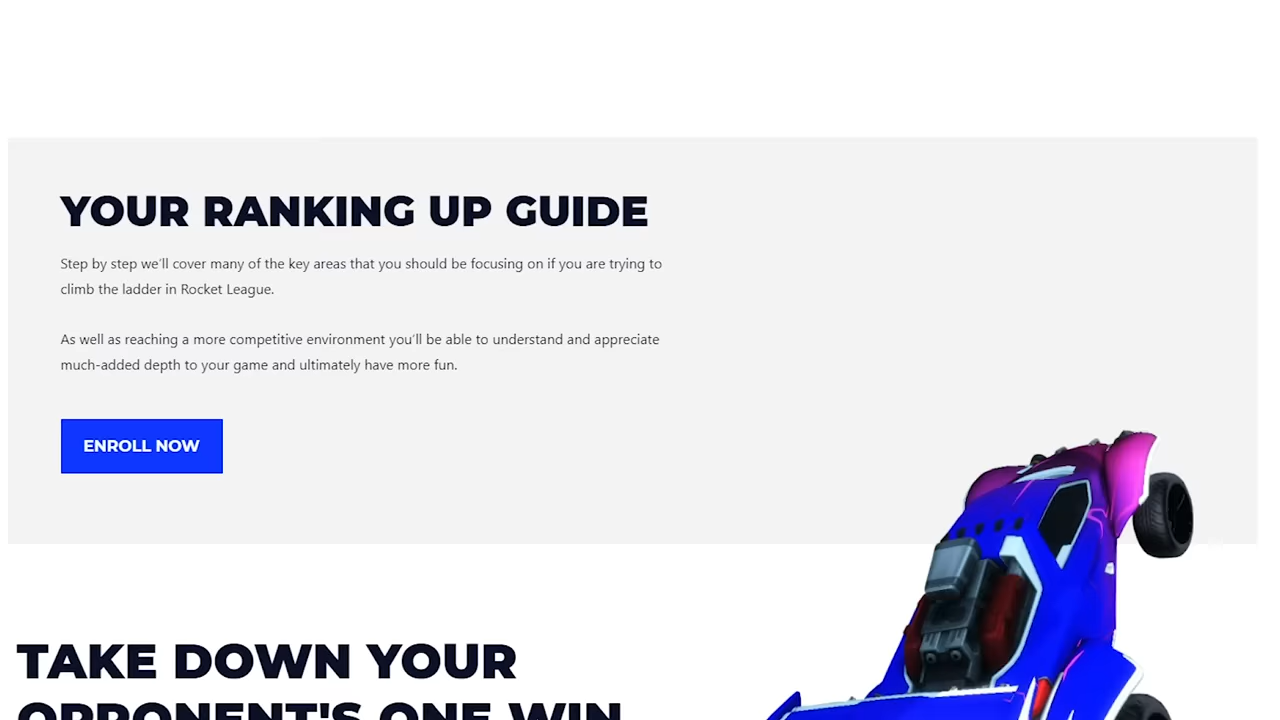 YOUR RANKING UP GUIDE
Step by step we'll cover many of the key areas that you should be focusing on if you are trying to
climb the ladder in Rocket League.
As well as reaching a more competitive environment you'll be able to understand and appreciate
much-added depth to your game and ultimately have more fun.
ENROLL NOW
TAKE DOWN YOUR
OPPONENT'S ONE WIN